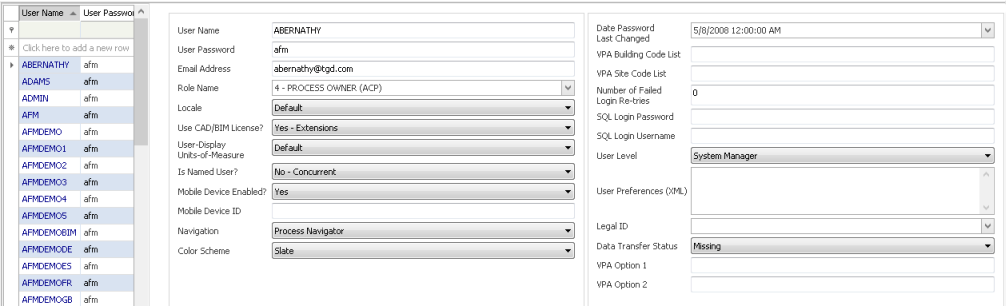 User Name User Passwor
Click here to add a new row
ABERNATHY afm
ADAMS afm
ADMIN afm
AFM afm
AFMDEMO afm
AFMDEMO1 afm
AFMDEMO2 afm
AFMDEMO3 afm
AFMDEMO4 afm
AFMDEMO5 afm
AFMDEMOBIM afm
AFMDEMODE afm
AFMDEMOES afm
AFMDEMOFR afm
AFMDEMOGB afm
User Name ABERNATHY
User Password afm
Email Address abernathy@tgd.com
Role Name 4 - PROCESS OWNER (ACP)
Locale Default
Use CAD/BIM License? Yes - Extensions
User-Display
Units-of-Measure Default
Is Named User? No - Concurrent
Mobile Device Enabled? Yes
Mobile Device ID
Navigation Process Navigator
Color Scheme Slate
Date Password
Last Changed 5/8/2008 12:00:00 AM
VPA Building Code List
VPA Site Code List
Number of Failed
Login Re-tries 0
SQL Login Password
SQL Login Username
User Level System Manager
User Preferences (XML)
Legal ID
Data Transfer Status Missing
VPA Option 1
VPA Option 2